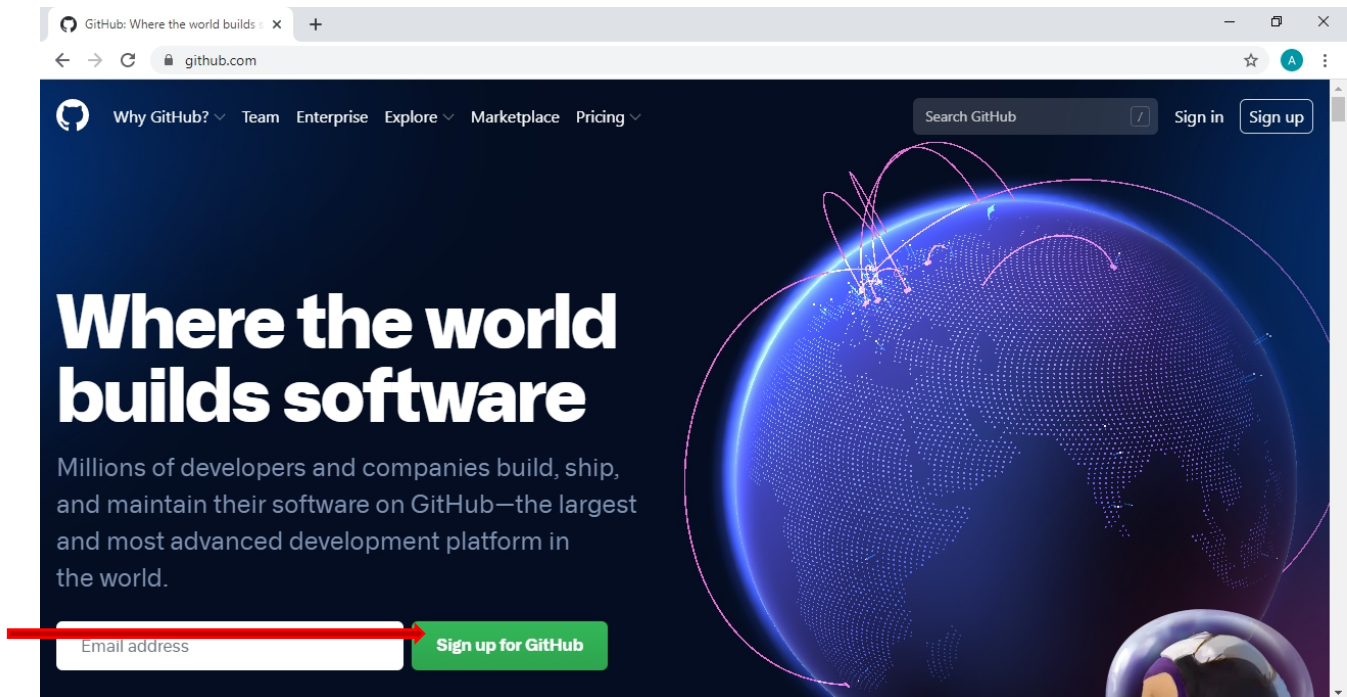 GitHub: Where the world builds s
github.com
A
Why GitHub? Team Enterprise Explore Marketplace Pricing
Search GitHub /
Sign in
Sign up
Where the world
builds software
Millions of developers and companies build, ship,
and maintain their software on GitHub—the largest
and most advanced development platform in
the world.
Email address
Sign up for GitHub